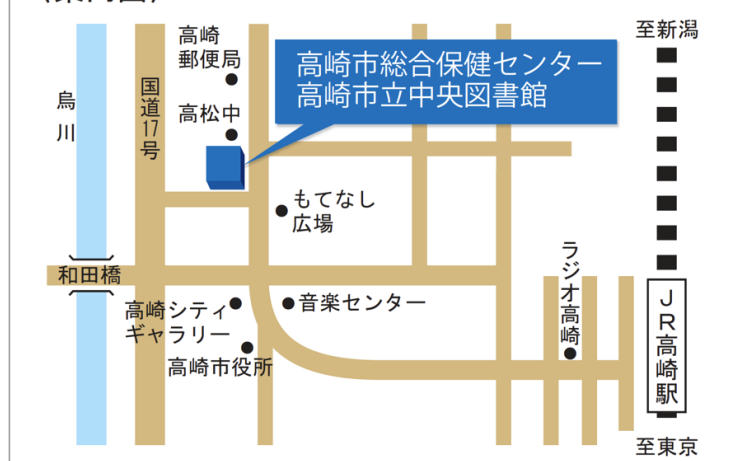 至新潟
高崎
郵便局
高崎市総合保健センター
高崎市立中央図書館
国道17号
烏川
高松中
もてなし
広場
和田橋
ラジオ高崎
高崎シティ
ギャラリー
音楽センター
高崎市役所
JR高崎駅
至東京